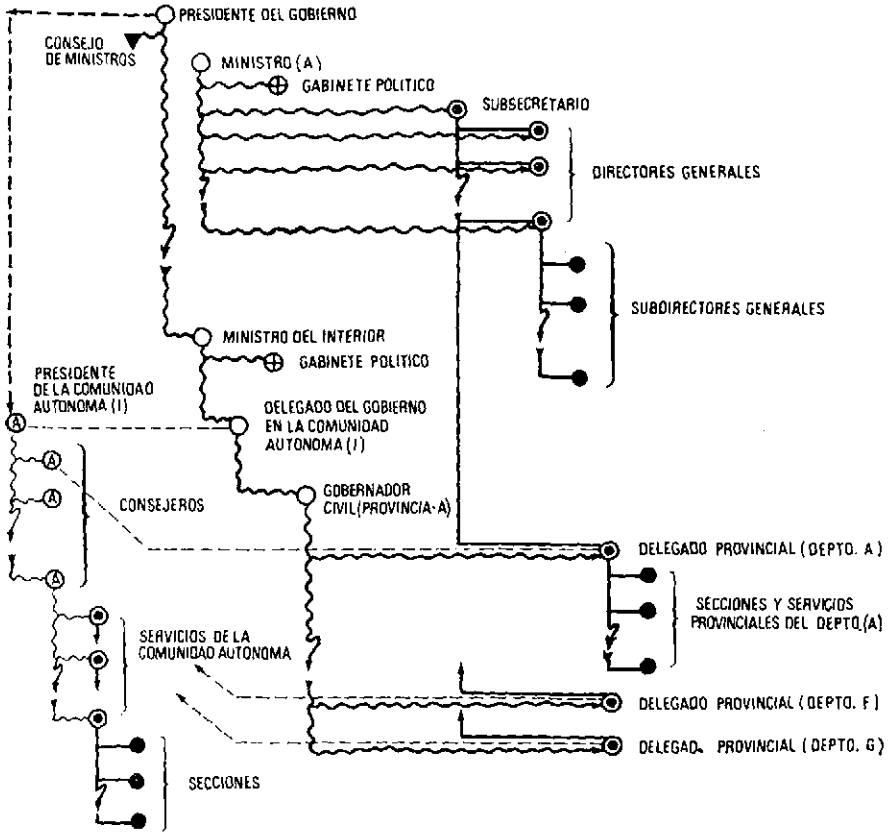 PRESIDENTE DEL GOBIERNO
CONSEJO
DE MINISTROS
MINISTRO (A)
GABINETE POLITICO
SUBSECRETARIO
DIRECTORES GENERALES
SUBDIRECTORES GENERALES
MINISTRO DEL INTERIOR
GABINETE POLITICO
PRESIDENTE
DE LA COMUNIDAD
AUTONOMA (I)
A
DELEGADO DEL GOBIERNO
EN LA COMUNIDAD
AUTONOMA (I)
A
A
CONSEJEROS
GOBERNADOR
CIVIL (PROVINCIA-A)
A
DELEGADO PROVINCIAL (DEPTO. A)
SECCIONES Y SERVICIOS
PROVINCIALES DEL DEPTO. (A)
SERVICIOS DE LA
COMUNIDAD AUTONOMA
DELEGADO PROVINCIAL (DEPTO. F)
DELEGAD. PROVINCIAL (DEPTO. G)
SECCIONES